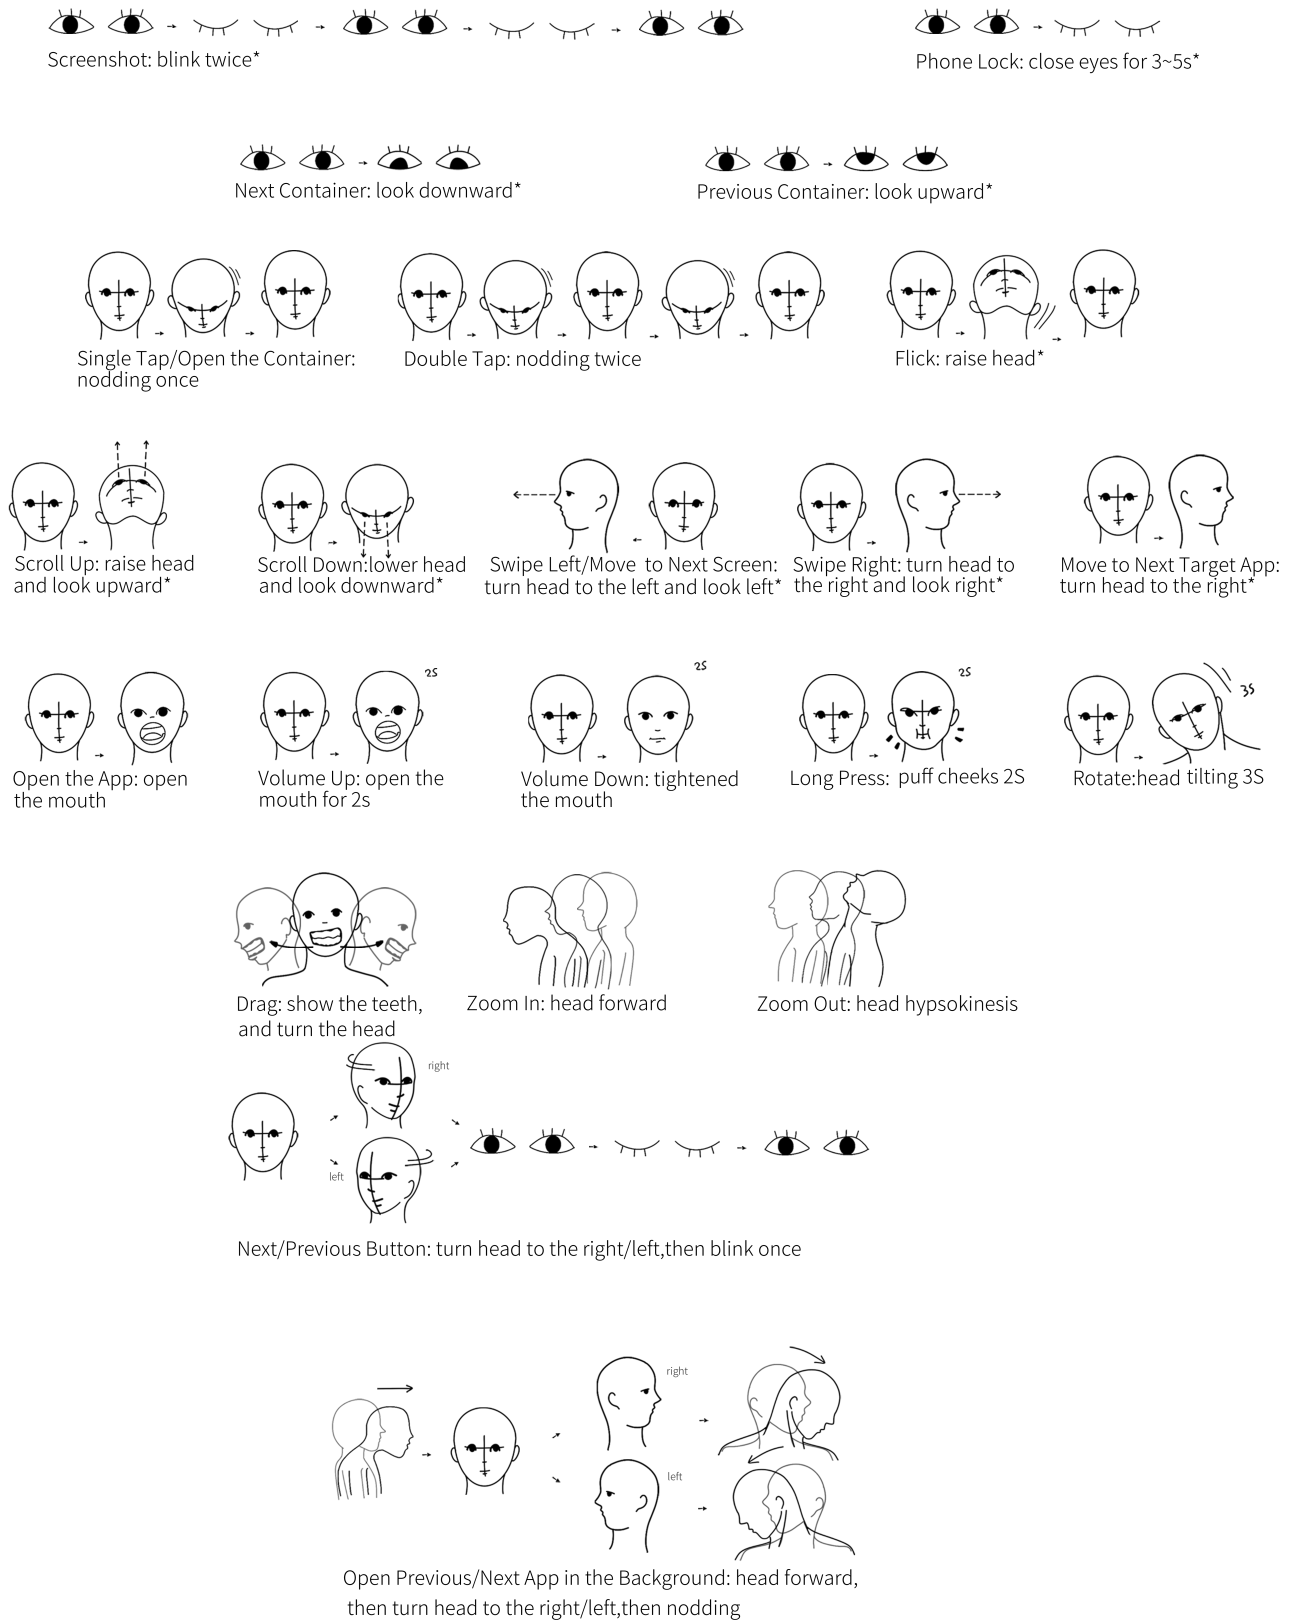 Screenshot: blink twice*
Phone Lock: close eyes for 3~5s*
Next Container: look downward*
Previous Container: look upward*
Single Tap/Open the Container:
nodding once
Double Tap: nodding twice
Flick: raise head*
Scroll Up: raise head
and look upward*
Scroll Down:lower head
and look downward*
Swipe Left/Move to Next Screen:
turn head to the left and look left*
Swipe Right: turn head to
the right and look right*
Move to Next Target App:
turn head to the right*
Open the App: open
the mouth
2S
Volume Up: open the
mouth for 2s
2S
Volume Down: tightened
the mouth
2S
Long Press: puff cheeks 2S
3S
Rotate:head tilting 3S
Drag: show the teeth,
and turn the head
Zoom In: head forward
Zoom Out: head hypsokinesis
right
left
Next/Previous Button: turn head to the right/left,then blink once
right
left
Open Previous/Next App in the Background: head forward,
then turn head to the right/left,then nodding